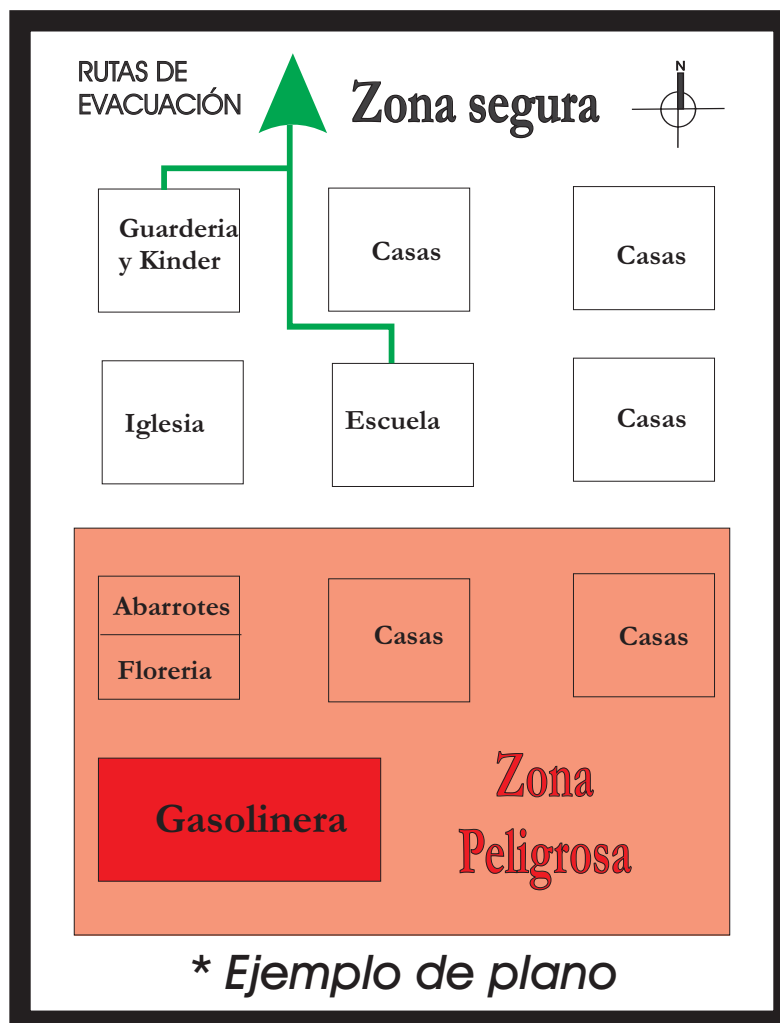 RUTAS DE
EVACUACIÓN
Zona segura
N
Guarderia
y Kinder
Casas
Casas
Iglesia
Escuela
Casas
Abarrotes
Floreria
Casas
Casas
Gasolinera
Zona
Peligrosa
* Ejemplo de plano